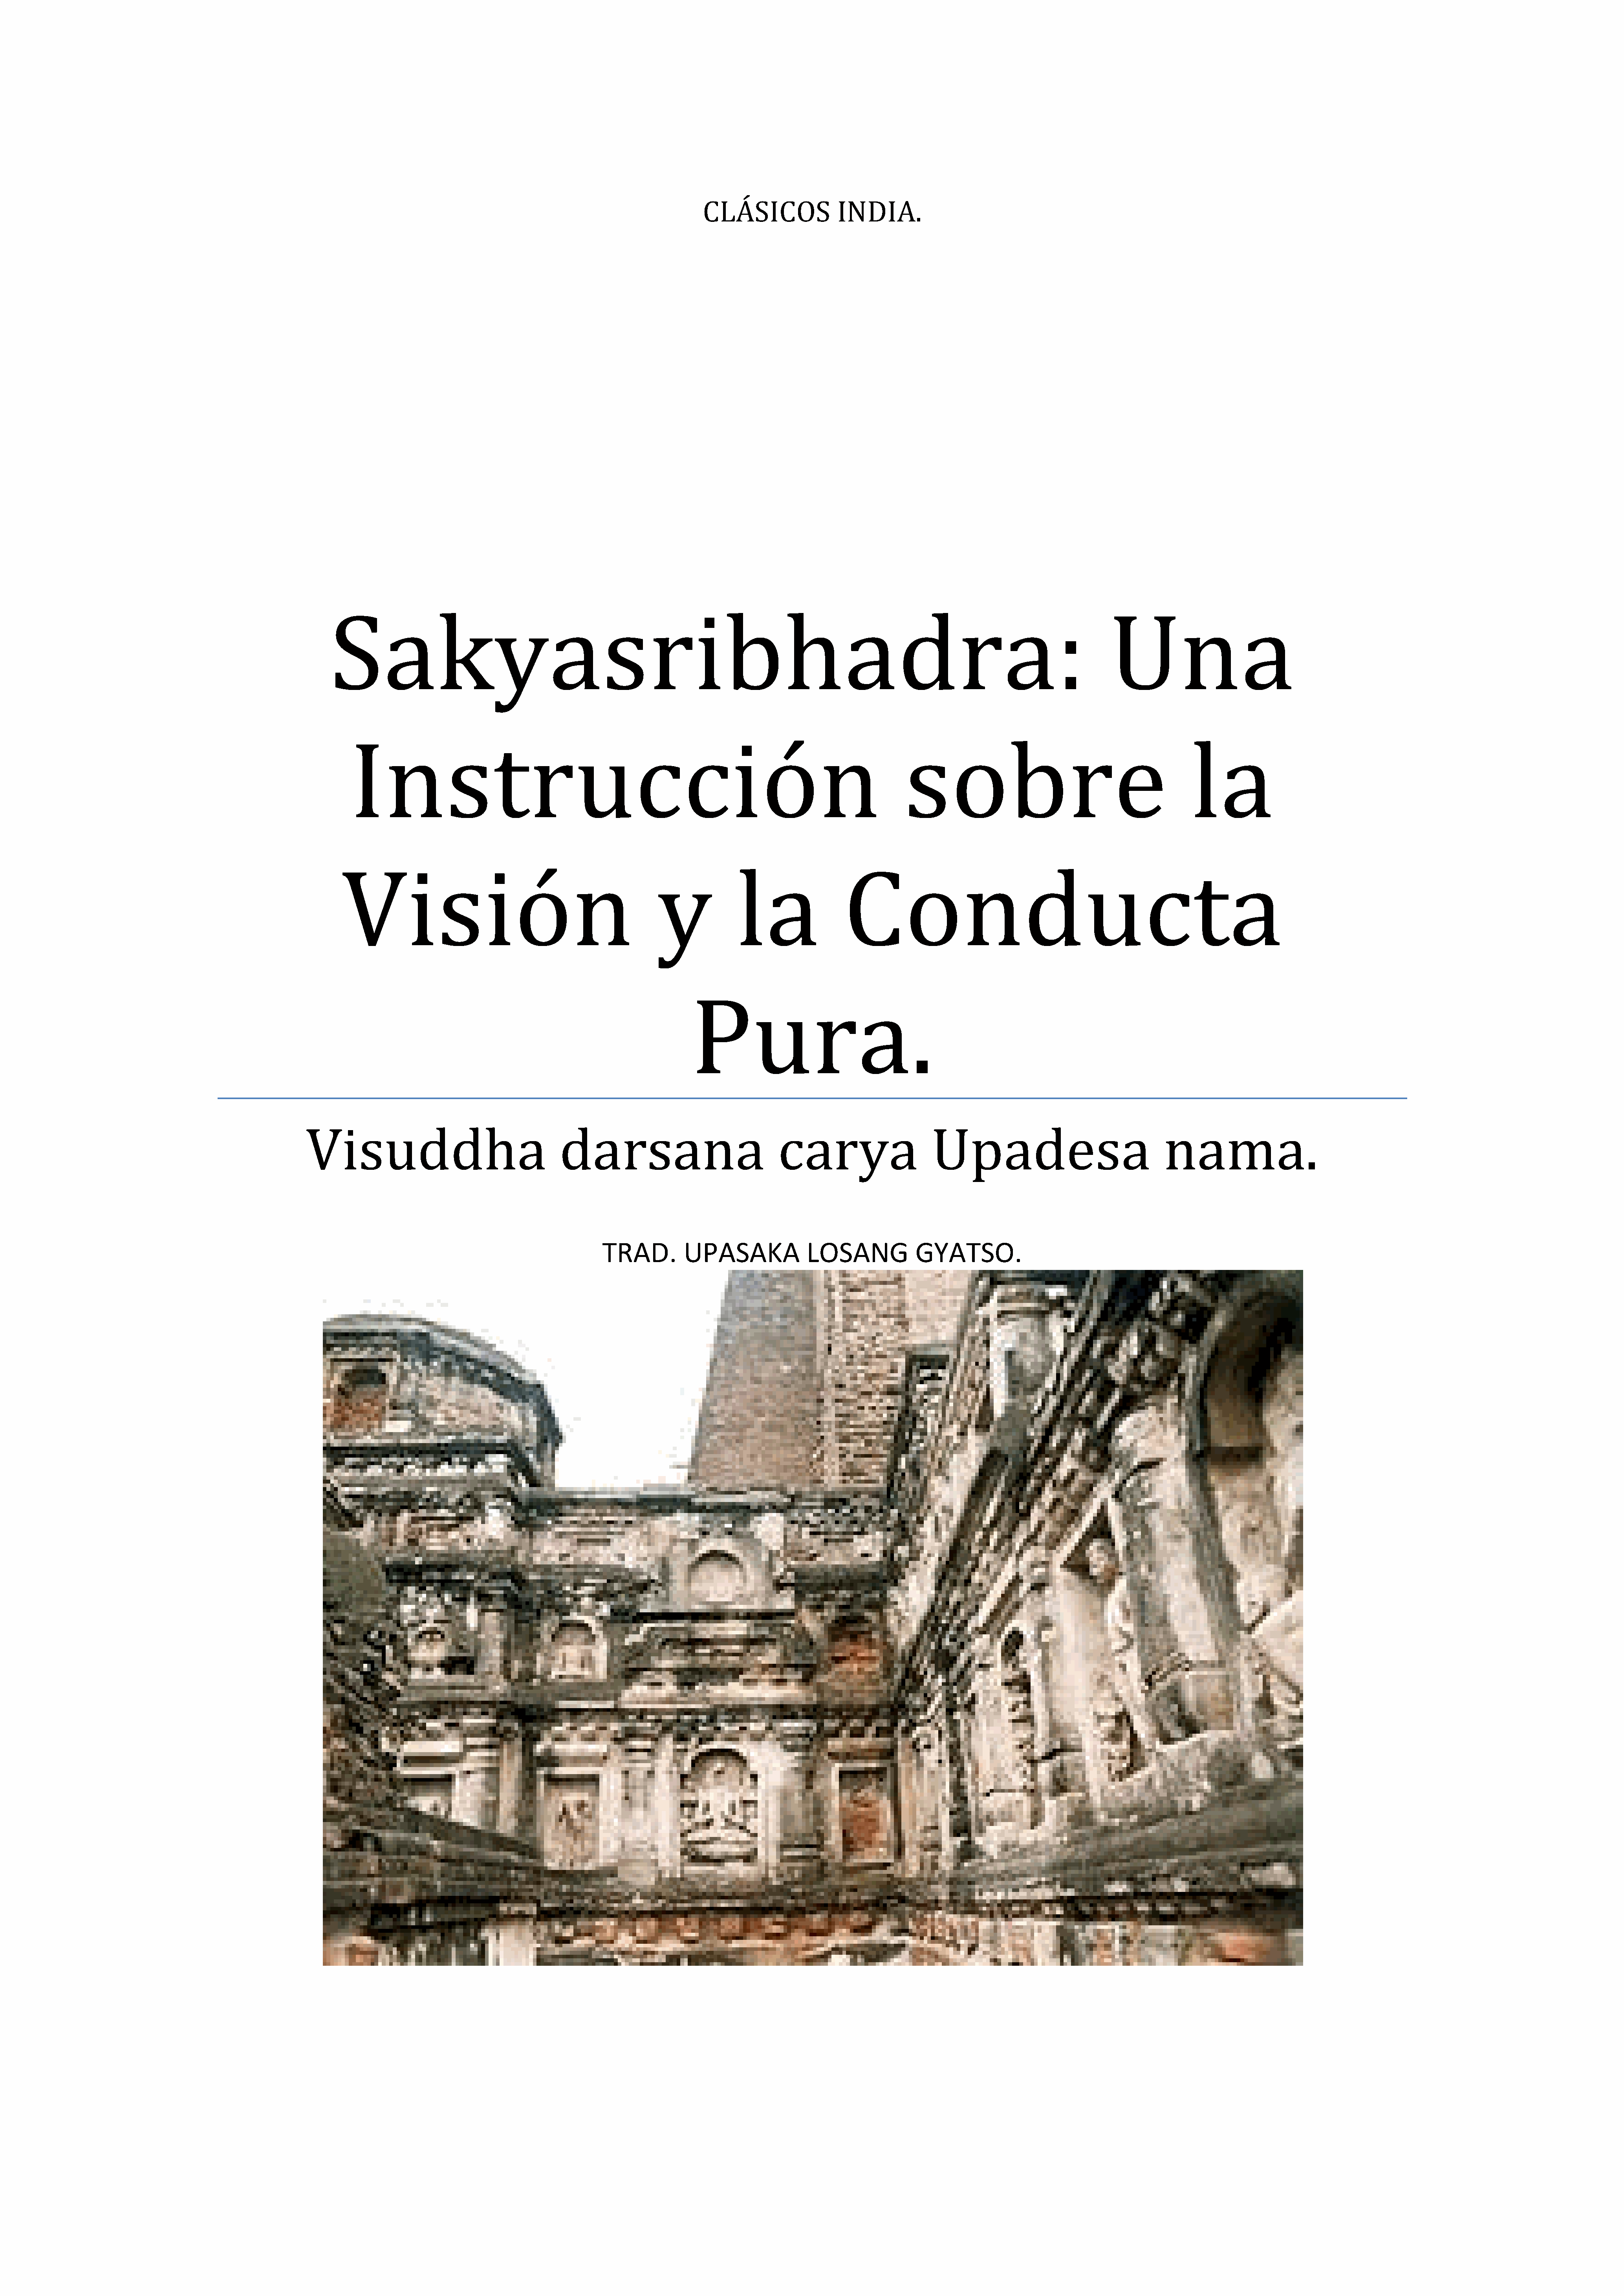 CLÁSICOS INDIA.
Sakyasribhadra: Una
Instrucción sobre la
Visión y la Conducta
Pura.
Visuddha darsana carya Upadesa nama.
TRAD. UPASAKA LOSANG GYATSO.